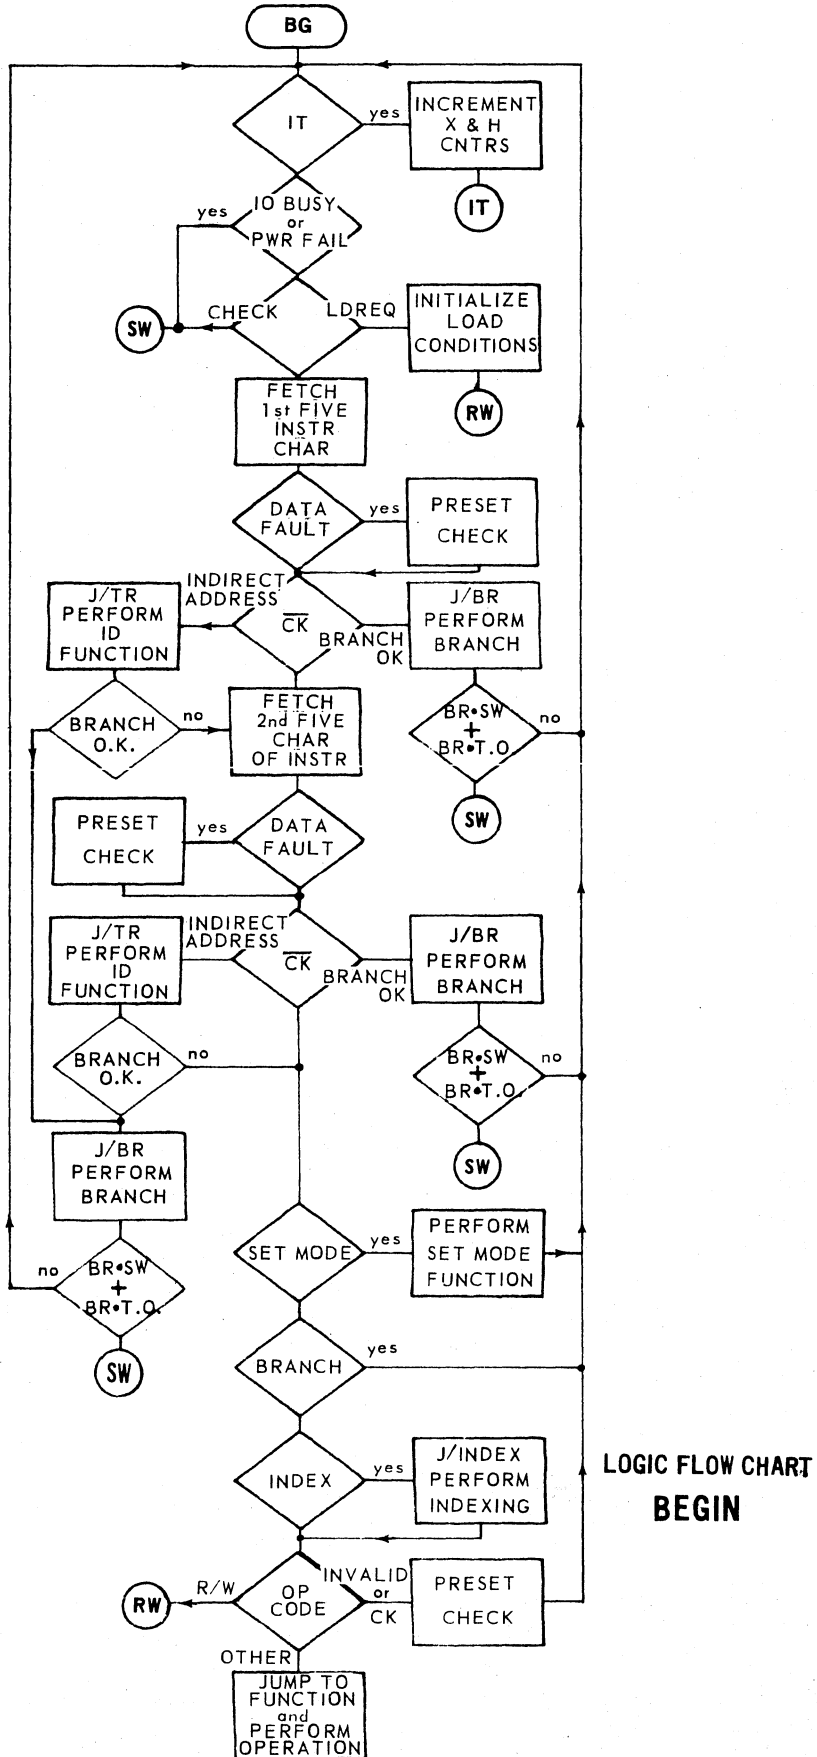 BG
IT
yes
INCREMENT
X & H
CNTRS
IT
yes
IO BUSY
or
PWR FAIL
SW
CHECK
LDREQ
INITIALIZE
LOAD
CONDITIONS
RW
FETCH
1st FIVE
INSTR
CHAR
DATA
FAULT
yes
PRESET
CHECK
INDIRECT
ADDRESS
J/TR
PERFORM
ID
FUNCTION
C̅K̅
BRANCH
OK
J/BR
PERFORM
BRANCH
BRANCH
O.K.
no
FETCH
2nd FIVE
CHAR
OF INSTR
BR•SW
+
BR•T.O.
no
SW
PRESET
CHECK
yes
DATA
FAULT
INDIRECT
ADDRESS
J/TR
PERFORM
ID
FUNCTION
C̅K̅
BRANCH
OK
J/BR
PERFORM
BRANCH
BRANCH
O.K.
no
BR•SW
+
BR•T.O.
no
SW
J/BR
PERFORM
BRANCH
SET MODE
yes
PERFORM
SET MODE
FUNCTION
no
BR•SW
+
BR•T.O.
SW
BRANCH
yes
INDEX
yes
J/INDEX
PERFORM
INDEXING
LOGIC FLOW CHART
BEGIN
RW
R/W
OP
CODE
INVALID
or
CK
PRESET
CHECK
OTHER
JUMP TO
FUNCTION
and
PERFORM
OPERATION